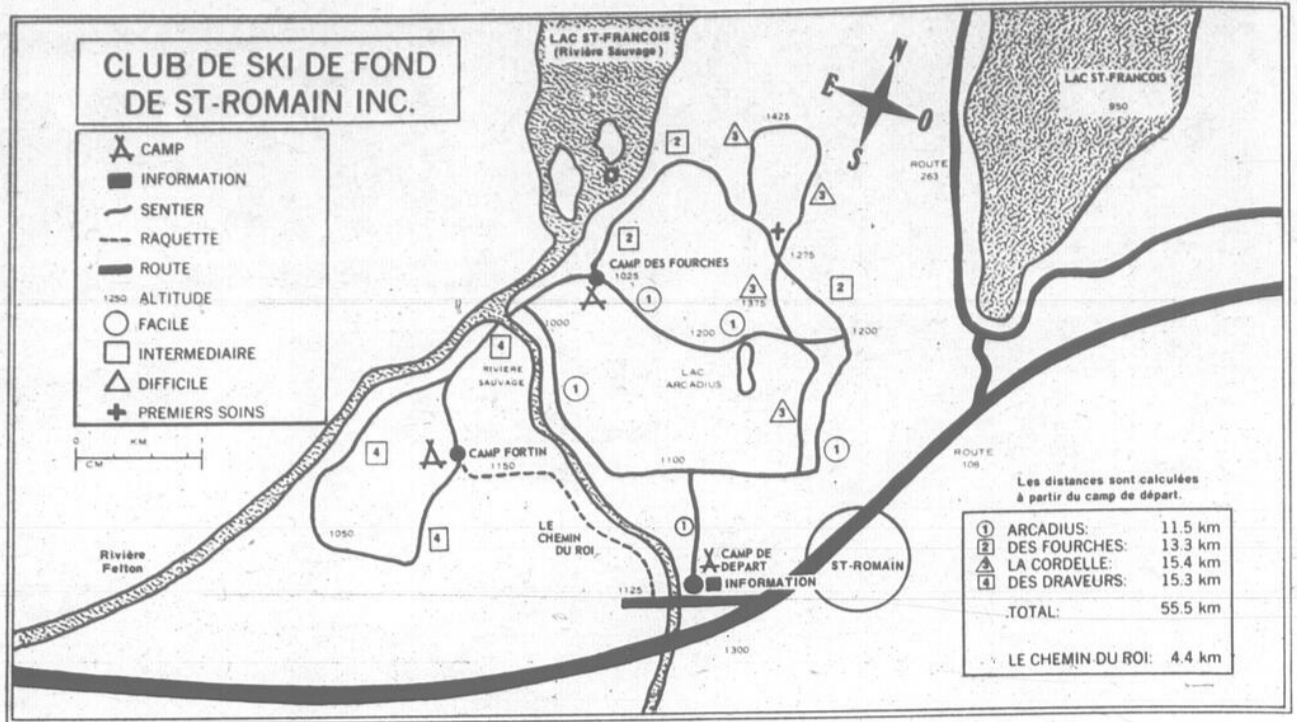 CLUB DE SKI DE FOND
DE ST-ROMAIN INC.
CAMP
INFORMATION
SENTIER
RAQUETTE
ROUTE
1250 ALTITUDE
FACILE
INTERMEDIAIRE
DIFFICILE
PREMIERS SOINS
0 KM 1
CM
LAC ST-FRANCOIS
(Rivière Sauvage)
N
E
O
S
LAC ST-FRANCOIS
950
ROUTE
263
1425
3
2
3
2
1275
CAMP DES FOURCHES
1025
1
3
1375
2
1000
1200
1
1200
4
RIVIERE
SAUVAGE
LAC
ARCADIUS
1
3
1
4
CAMP FORTIN
1150
1100
ROUTE
108
1050
4
LE
CHEMIN
DU ROI
1
CAMP DE
DEPART
INFORMATION
ST-ROMAIN
Rivière
Felton
1125
1300
Les distances sont calculées
à partir du camp de départ.
1 ARCADIUS: 11.5 km
2 DES FOURCHES: 13.3 km
3 LA CORDELLE: 15.4 km
4 DES DRAVEURS: 15.3 km
TOTAL: 55.5 km
LE CHEMIN DU ROI: 4.4 km